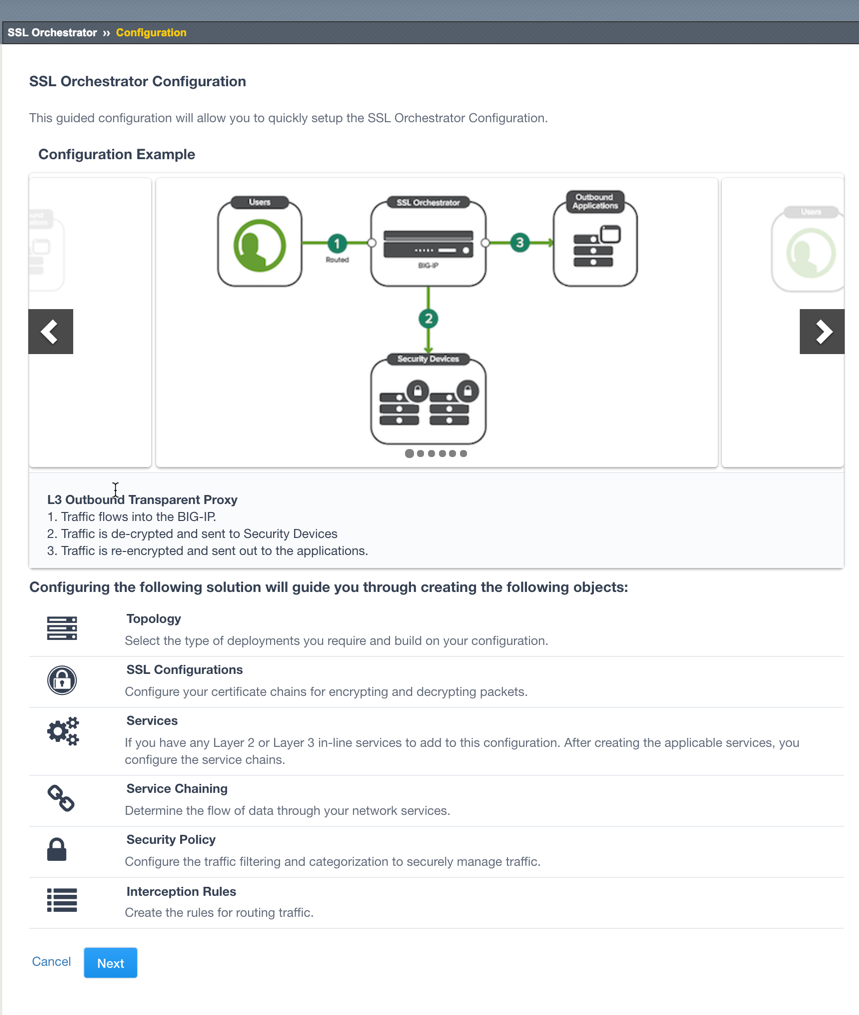 SSL Orchestrator ›› Configuration
SSL Orchestrator Configuration
This guided configuration will allow you to quickly setup the SSL Orchestrator Configuration.
Configuration Example
Users
SSL Orchestrator
Outbound
Applications
Users
1
3
Routed
BIG-IP
2
Security Devices
L3 Outbound Transparent Proxy
1. Traffic flows into the BIG-IP.
2. Traffic is de-crypted and sent to Security Devices
3. Traffic is re-encrypted and sent out to the applications.
Configuring the following solution will guide you through creating the following objects:
Topology
Select the type of deployments you require and build on your configuration.
SSL Configurations
Configure your certificate chains for encrypting and decrypting packets.
Services
If you have any Layer 2 or Layer 3 in-line services to add to this configuration. After creating the applicable services, you
configure the service chains.
Service Chaining
Determine the flow of data through your network services.
Security Policy
Configure the traffic filtering and categorization to securely manage traffic.
Interception Rules
Create the rules for routing traffic.
Cancel
Next